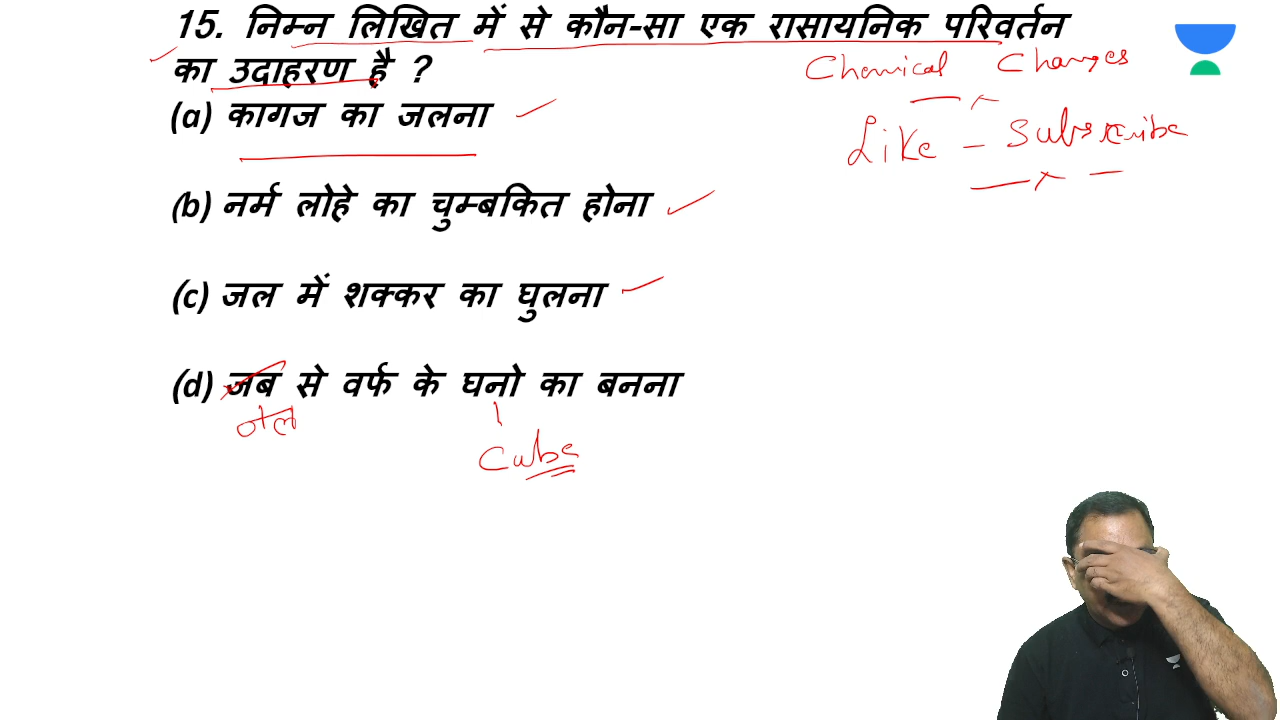 15. निम्न लिखित में से कौन-सा एक रासायनिक परिवर्तन
का उदाहरण है ?
Chemical Changes
(a) कागज का जलना
Like - Subscribe
(b) नर्म लोहे का चुम्बकित होना
(c) जल में शक्कर का घुलना
(d) जब से वर्फ के घनो का बनना
जल
Cube